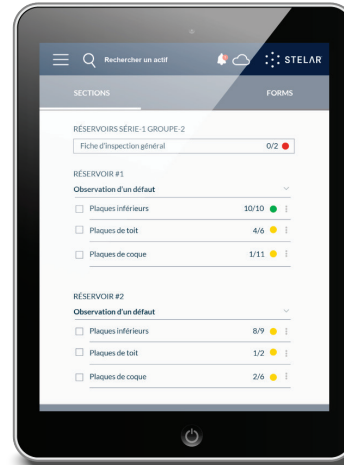 Rechercher un actif
STELAR
SECTIONS FORMS
RÉSERVOIRS SÉRIE-1 GROUPE-2
Fiche d'inspection général 0/2
RÉSERVOIR #1
Observation d'un défaut
Plaques inférieurs 10/10
Plaques de toit 4/6
Plaques de coque 1/11
RÉSERVOIR #2
Observation d'un défaut
Plaques inférieurs 8/9
Plaques de toit 1/2
Plaques de coque 2/6